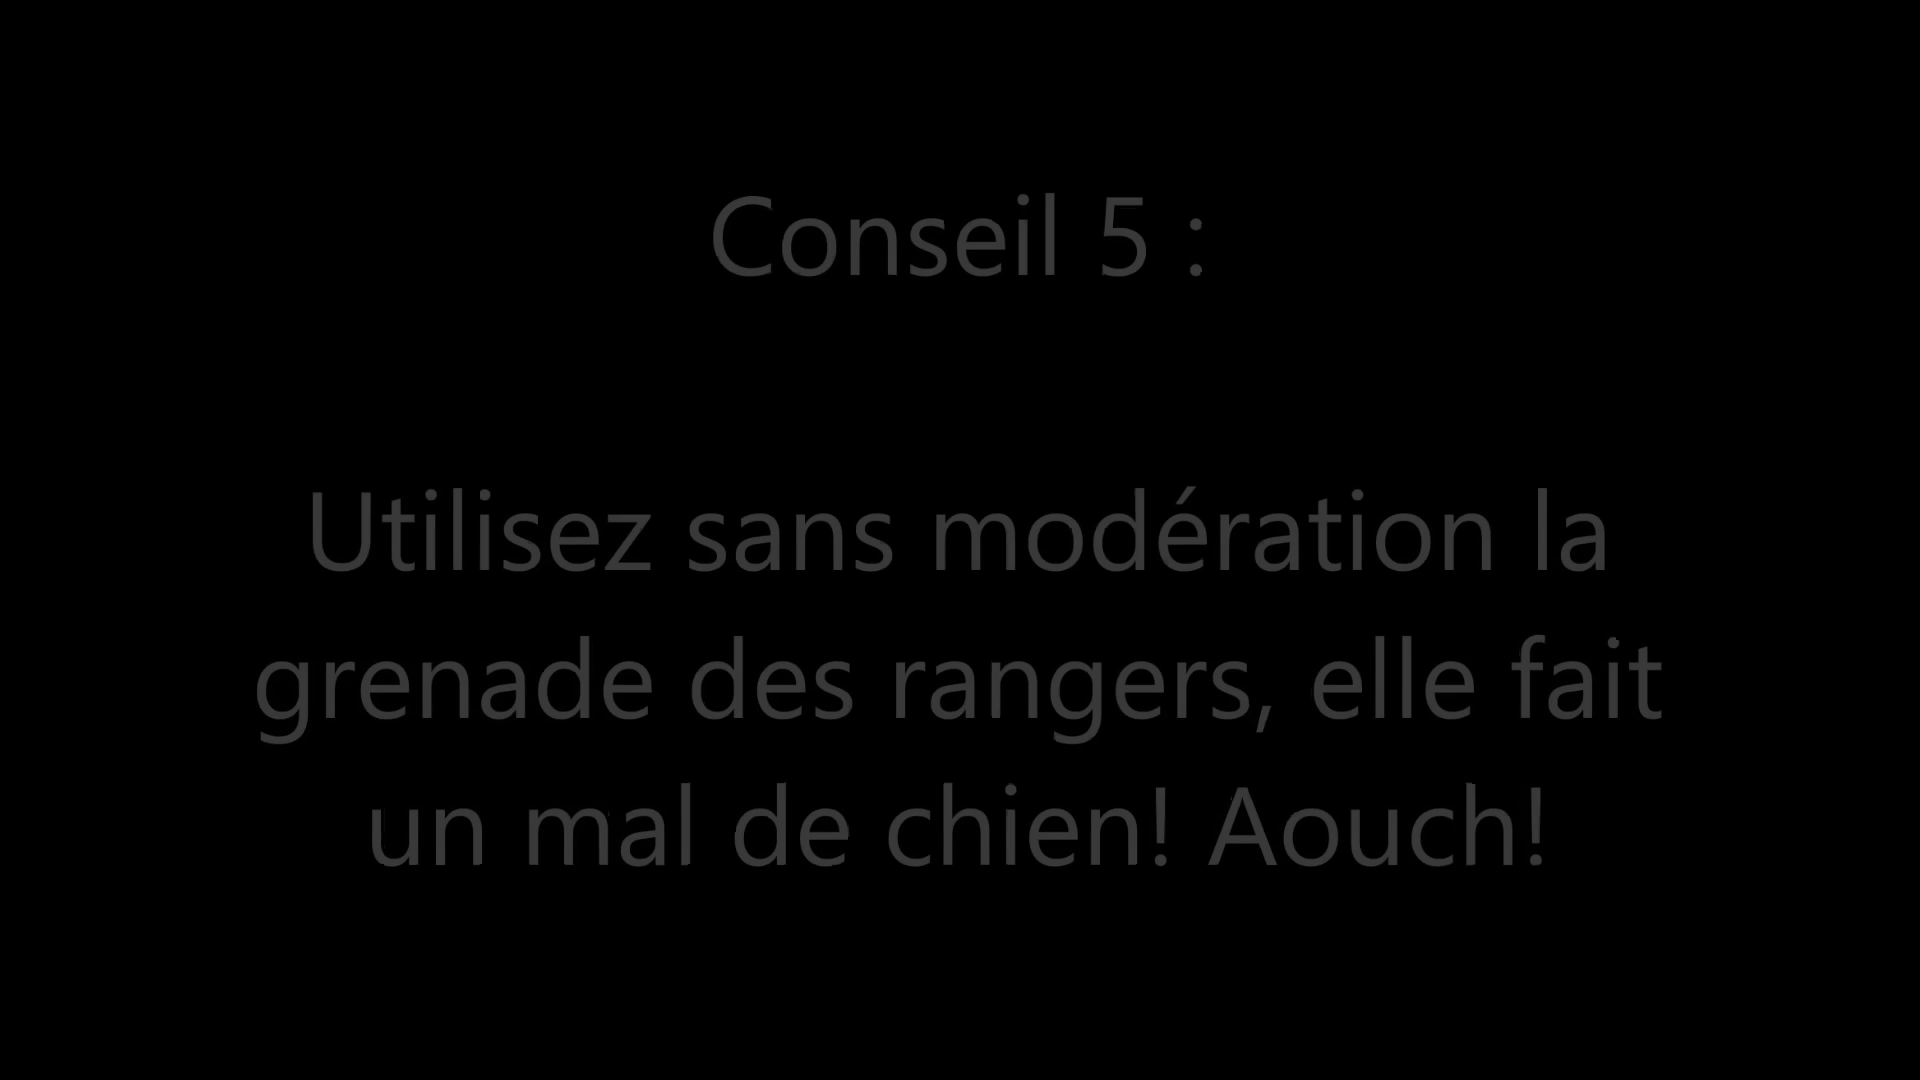 Conseil 5 :
Utilisez sans modération la
grenade des rangers, elle fait
un mal de chien! Aouch!